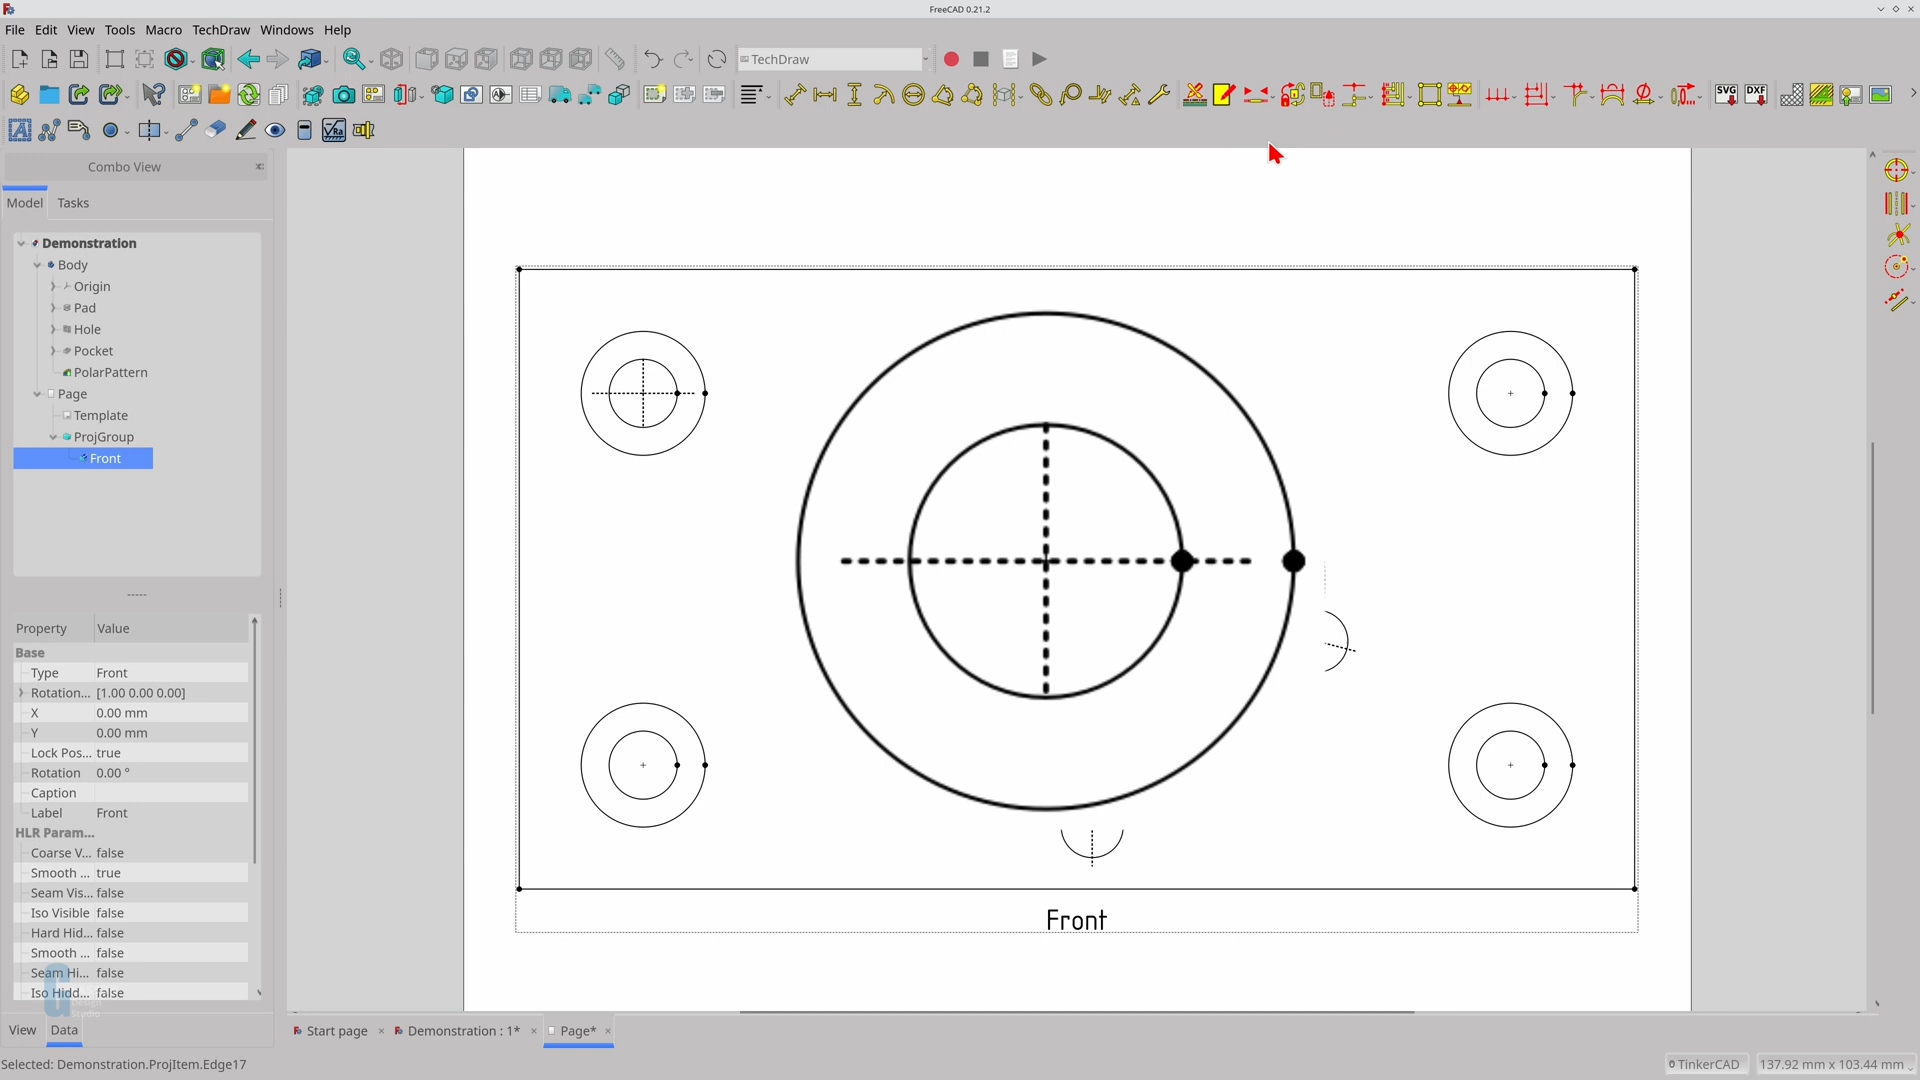 FreeCAD 0.21.2
File Edit View Tools Macro TechDraw Windows Help
TechDraw
SVG DXF
A Ra
Combo View
Model Tasks
Demonstration
Body
Origin
Pad
Hole
Pocket
PolarPattern
Page
Template
ProjGroup
Front
Property Value
Base
Type Front
Rotation... [1.00 0.00 0.00]
X 0.00 mm
Y 0.00 mm
Lock Pos... true
Rotation 0.00 °
Caption
Label Front
HLR Param...
Coarse V... false
Smooth ... true
Seam Vis... false
Iso Visible false
Hard Hid... false
Smooth ... false
Seam Hi... false
Iso Hidd... false
Front
View Data
Start page Demonstration : 1* Page*
Selected: Demonstration.ProjItem.Edge17
TinkerCAD 137.92 mm x 103.44 mm